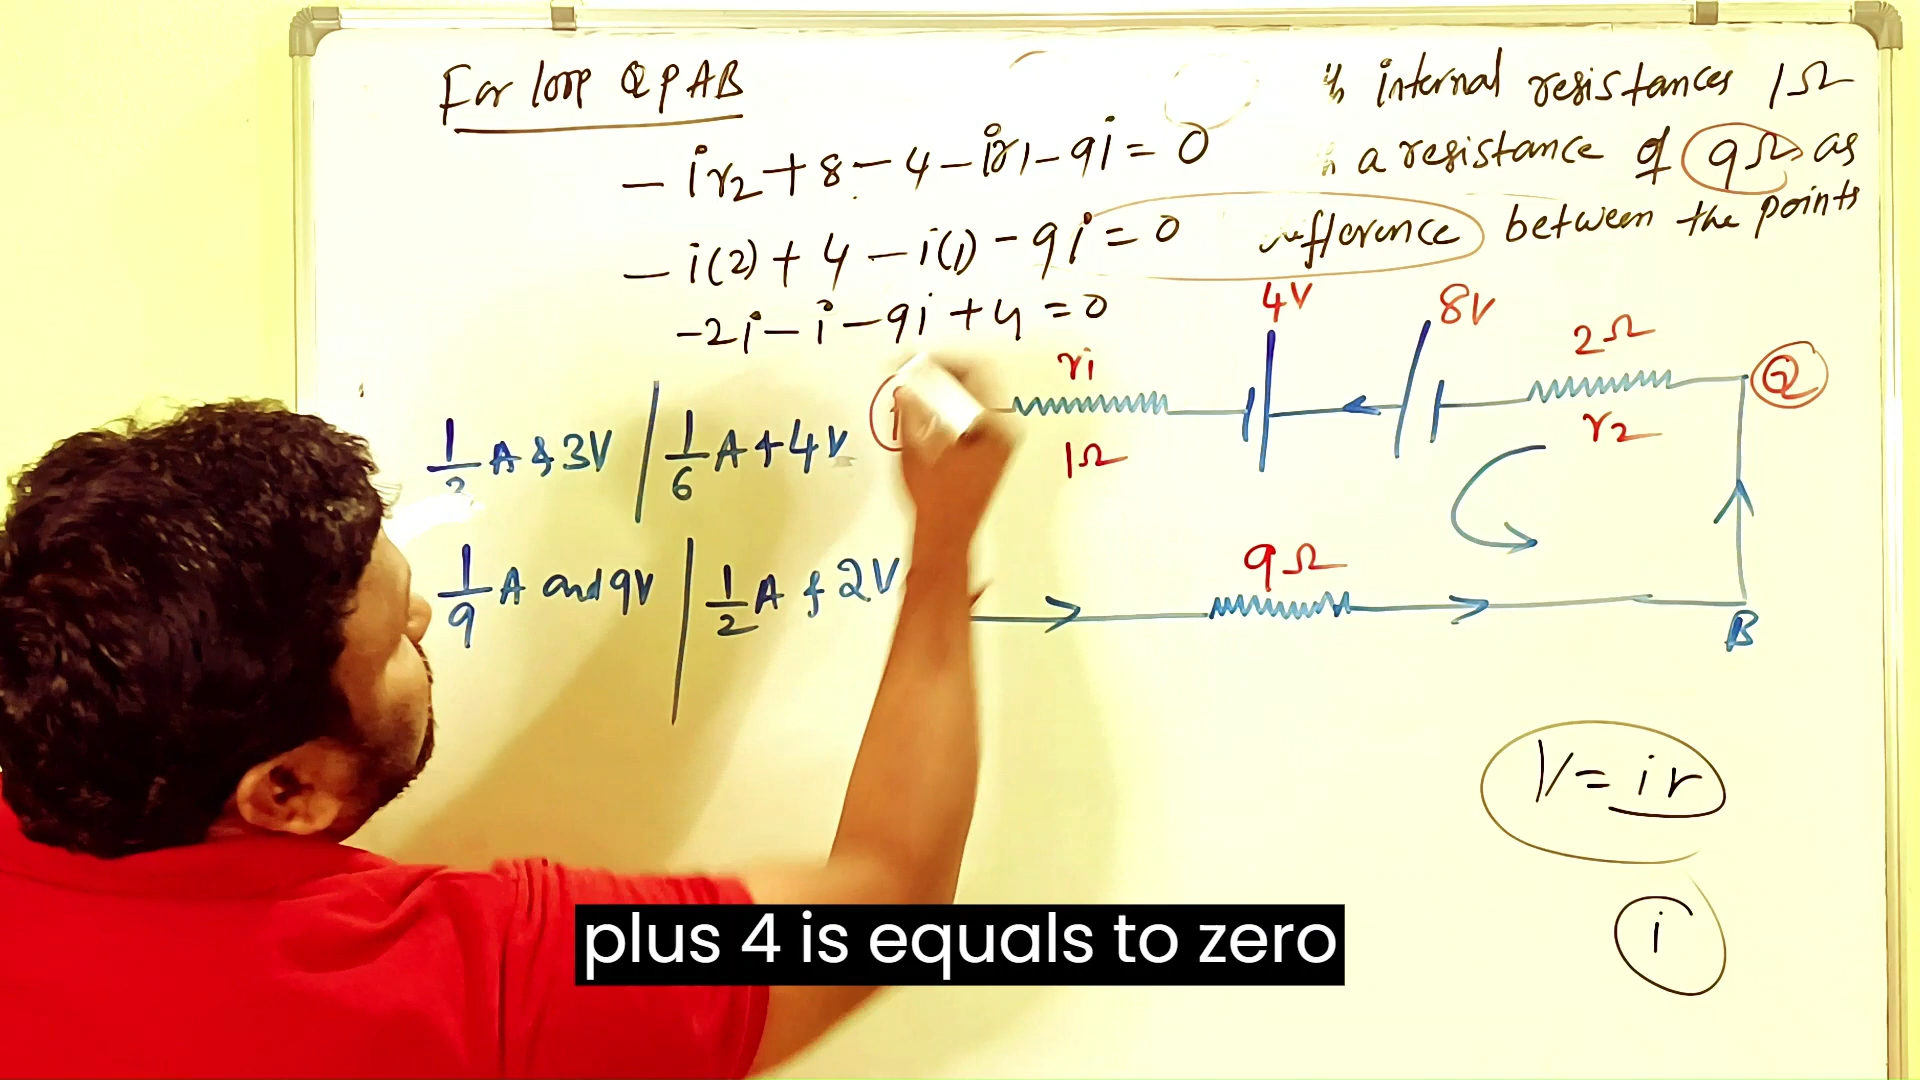 For loop QPAB
- ir2 + 8 - 4 - ir1 - 9i = 0
- i(2) + 4 - i(1) - 9i = 0
-2i - i - 9i + 4 = 0
internal resistances 1Ω
a resistance of 9Ω as
between the points
4V
8V
2Ω
r2
Q
r1
1Ω
A & 3V
1/6 A + 4V
1/9 A and 9V
1/2 A & 2V
9Ω
B
V = ir
i
plus 4 is equals to zero